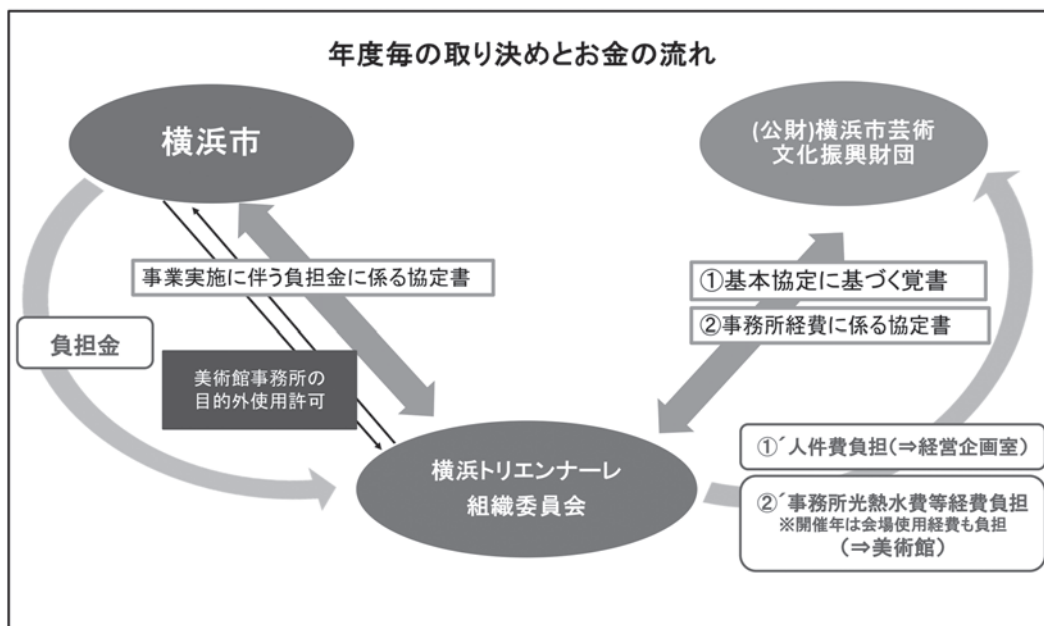 年度毎の取り決めとお金の流れ
横浜市
(公財)横浜市芸術
文化振興財団
事業実施に伴う負担金に係る協定書
①基本協定に基づく覚書
②事務所経費に係る協定書
負担金
美術館事務所の
目的外使用許可
横浜トリエンナーレ
組織委員会
①´人件費負担(⇒経営企画室)
②´事務所光熱水費等経費負担
※開催年は会場使用経費も負担
(⇒美術館)